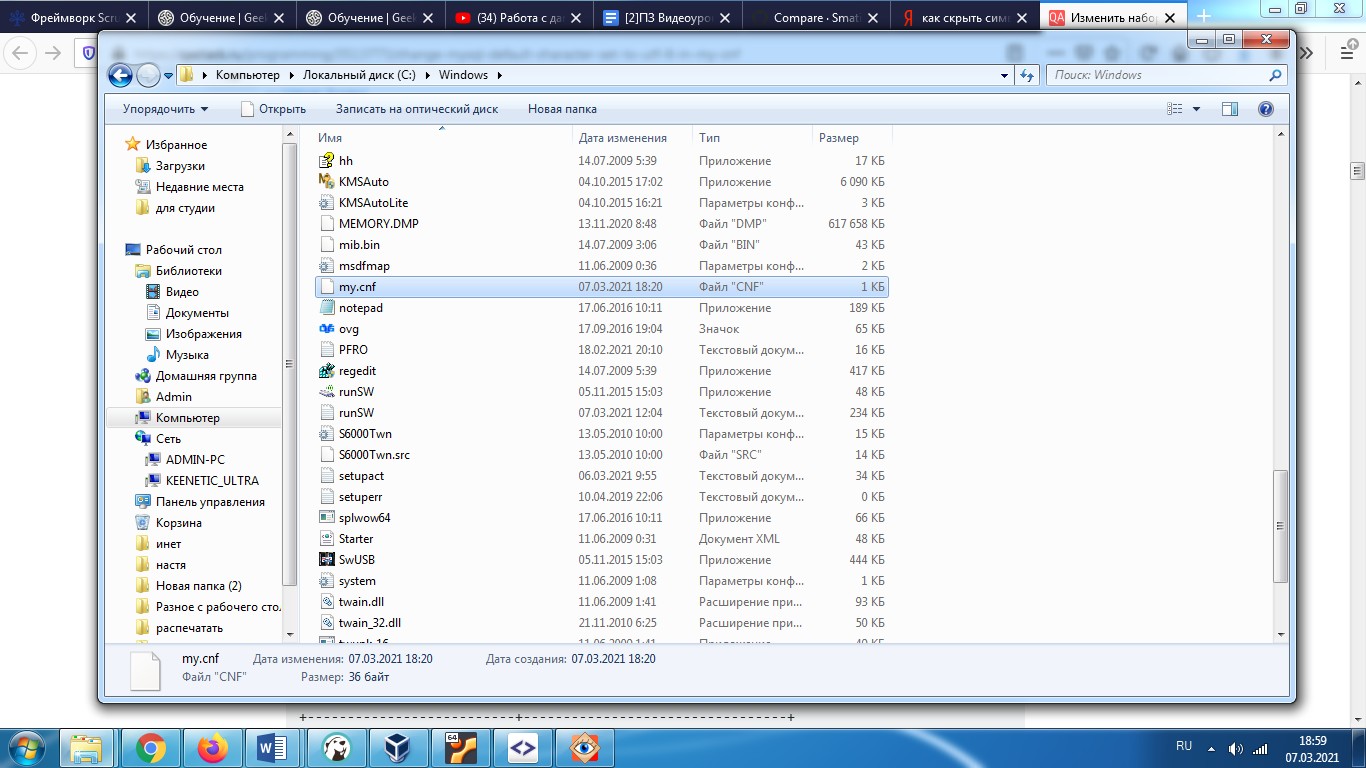 Фреймворк Scru
Обучение | Geek
Обучение | Geek
(34) Работа с да
[2]ПЗ Видеоурок
Compare · Smati
как скрыть сим
Изменить набор
Компьютер Локальный диск (C:) Windows
Поиск: Windows
Упорядочить Открыть Записать на оптический диск Новая папка
Избранное
Загрузки
Недавние места
для студии
Рабочий стол
Библиотеки
Видео
Документы
Изображения
Музыка
Домашняя группа
Admin
Компьютер
Сеть
ADMIN-PC
KEENETIC_ULTRA
Панель управления
Корзина
инет
настя
Новая папка (2)
Разное с рабочего сто
распечатать
Имя Дата изменения Тип Размер
hh 14.07.2009 5:39 Приложение 17 КБ
KMSAuto 04.10.2015 17:02 Приложение 6 090 КБ
KMSAutoLite 04.10.2015 16:21 Параметры конф... 3 КБ
MEMORY.DMP 13.11.2020 8:48 Файл "DMP" 617 658 КБ
mib.bin 14.07.2009 3:06 Файл "BIN" 43 КБ
msdfmap 11.06.2009 0:36 Параметры конф... 2 КБ
my.cnf 07.03.2021 18:20 Файл "CNF" 1 КБ
notepad 17.06.2016 10:11 Приложение 189 КБ
ovg 17.09.2016 19:04 Значок 65 КБ
PFRO 18.02.2021 20:10 Текстовый докум... 16 КБ
regedit 14.07.2009 5:39 Приложение 417 КБ
runSW 05.11.2015 15:03 Приложение 48 КБ
runSW 07.03.2021 12:04 Текстовый докум... 234 КБ
S6000Twn 13.05.2010 10:00 Параметры конф... 15 КБ
S6000Twn.src 13.05.2010 10:00 Файл "SRC" 14 КБ
setupact 06.03.2021 9:55 Текстовый докум... 34 КБ
setuperr 10.04.2019 22:06 Текстовый докум... 0 КБ
splwow64 17.06.2016 10:11 Приложение 66 КБ
Starter 11.06.2009 0:31 Документ XML 48 КБ
SwUSB 05.11.2015 15:03 Приложение 444 КБ
system 11.06.2009 1:08 Параметры конф... 1 КБ
twain.dll 11.06.2009 1:41 Расширение при... 93 КБ
twain_32.dll 21.11.2010 6:25 Расширение при... 50 КБ
my.cnf Дата изменения: 07.03.2021 18:20 Дата создания: 07.03.2021 18:20
Файл "CNF" Размер: 36 байт
RU
18:59
07.03.2021